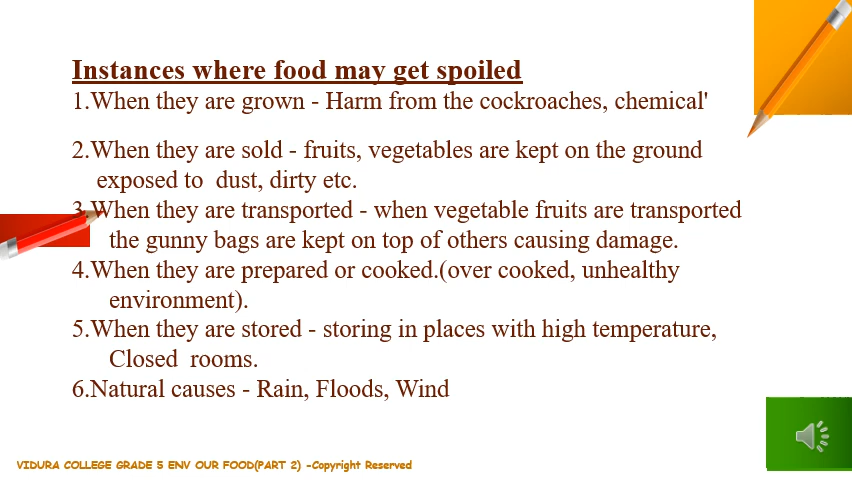 Instances where food may get spoiled
1.When they are grown - Harm from the cockroaches, chemical'
2.When they are sold - fruits, vegetables are kept on the ground
exposed to dust, dirty etc.
3.When they are transported - when vegetable fruits are transported
the gunny bags are kept on top of others causing damage.
4.When they are prepared or cooked.(over cooked, unhealthy
environment).
5.When they are stored - storing in places with high temperature,
Closed rooms.
6.Natural causes - Rain, Floods, Wind
VIDURA COLLEGE GRADE 5 ENV OUR FOOD(PART 2) -Copyright Reserved